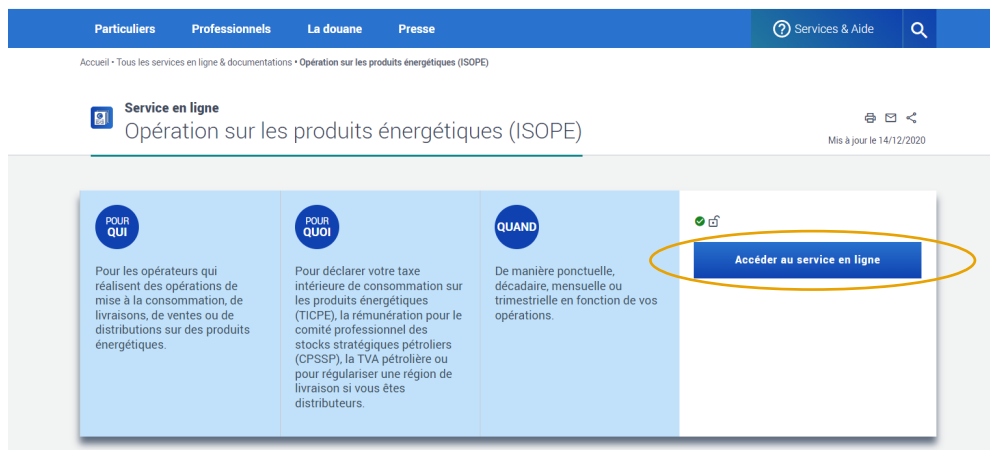 Particuliers Professionnels La douane Presse Services & Aide
Accueil • Tous les services en ligne & documentations • Opération sur les produits énergétiques (ISOPE)
Service en ligne
Opération sur les produits énergétiques (ISOPE)
Mis à jour le 14/12/2020
POUR
QUI
Pour les opérateurs qui
réalisent des opérations de
mise à la consommation, de
livraisons, de ventes ou de
distributions sur des produits
énergétiques.
POUR
QUOI
Pour déclarer votre taxe
intérieure de consommation sur
les produits énergétiques
(TICPE), la rémunération pour le
comité professionnel des
stocks stratégiques pétroliers
(CPSSP), la TVA pétrolière ou
pour régulariser une région de
livraison si vous êtes
distributeurs.
QUAND
De manière ponctuelle,
décadaire, mensuelle ou
trimestrielle en fonction de vos
opérations.
Accéder au service en ligne